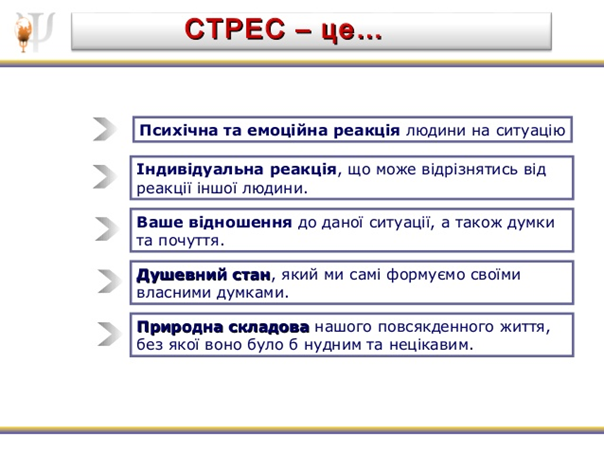 СТРЕС – це...
Психічна та емоційна реакція людини на ситуацію
Індивідуальна реакція, що може відрізнятись від
реакції іншої людини.
Ваше відношення до даної ситуації, а також думки
та почуття.
Душевний стан, який ми самі формуємо своїми
власними думками.
Природна складова нашого повсякденного життя,
без якої воно було б нудним та нецікавим.